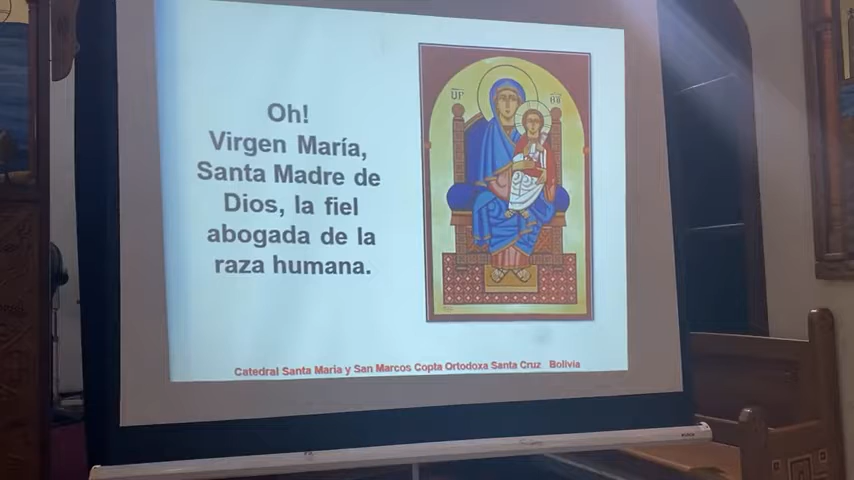 Oh!
Virgen María,
Santa Madre de
Dios, la fiel
abogada de la
raza humana.
Catedral Santa Maria y San Marcos Copta Ortodoxa Santa Cruz Bolivia